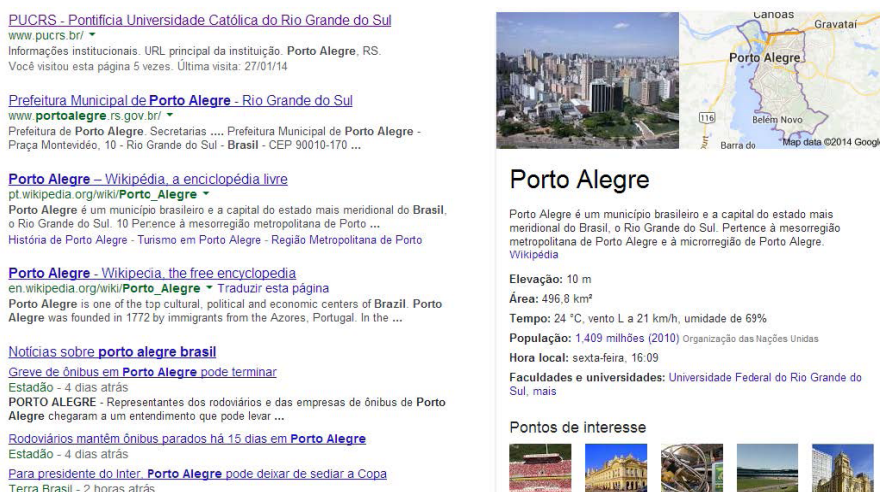 PUCRS - Pontifícia Universidade Católica do Rio Grande do Sul
www.pucrs.br/
Informações institucionais. URL principal da instituição. Porto Alegre, RS.
Você visitou esta página 5 vezes. Última visita: 27/01/14
Prefeitura Municipal de Porto Alegre - Rio Grande do Sul
www.portoalegre.rs.gov.br/
Prefeitura de Porto Alegre. Secretarias .... Prefeitura Municipal de Porto Alegre -
Praça Montevidéo, 10 - Rio Grande do Sul - Brasil - CEP 90010-170 ...
Porto Alegre – Wikipédia, a enciclopédia livre
pt.wikipedia.org/wiki/Porto_Alegre
Porto Alegre é um município brasileiro e a capital do estado mais meridional do Brasil,
o Rio Grande do Sul. 10 Pertence à mesorregião metropolitana de Porto ...
História de Porto Alegre - Turismo em Porto Alegre - Região Metropolitana de Porto
Porto Alegre - Wikipedia, the free encyclopedia
en.wikipedia.org/wiki/Porto_Alegre Traduzir esta página
Porto Alegre is one of the top cultural, political and economic centers of Brazil. Porto
Alegre was founded in 1772 by immigrants from the Azores, Portugal. In the ...
Notícias sobre porto alegre brasil
Greve de ônibus em Porto Alegre pode terminar
Estadão - 4 dias atrás
PORTO ALEGRE - Representantes dos rodoviários e das empresas de ônibus de Porto
Alegre chegaram a um entendimento que pode levar ...
Rodoviários mantêm ônibus parados há 15 dias em Porto Alegre
Estadão - 4 dias atrás
Para presidente do Inter, Porto Alegre pode deixar de sediar a Copa
Terra Brasil - 2 horas atrás
Canoas
Gravataí
Porto Alegre
116
Belém Novo
Barra do
Map data ©2014 Google
Porto Alegre
Porto Alegre é um município brasileiro e a capital do estado mais
meridional do Brasil, o Rio Grande do Sul. Pertence à mesorregião
metropolitana de Porto Alegre e à microrregião de Porto Alegre.
Wikipédia
Elevação: 10 m
Área: 496,8 km²
Tempo: 24 °C, vento L a 21 km/h, umidade de 69%
População: 1,409 milhões (2010) Organização das Nações Unidas
Hora local: sexta-feira, 16:09
Faculdades e universidades: Universidade Federal do Rio Grande do
Sul, mais
Pontos de interesse